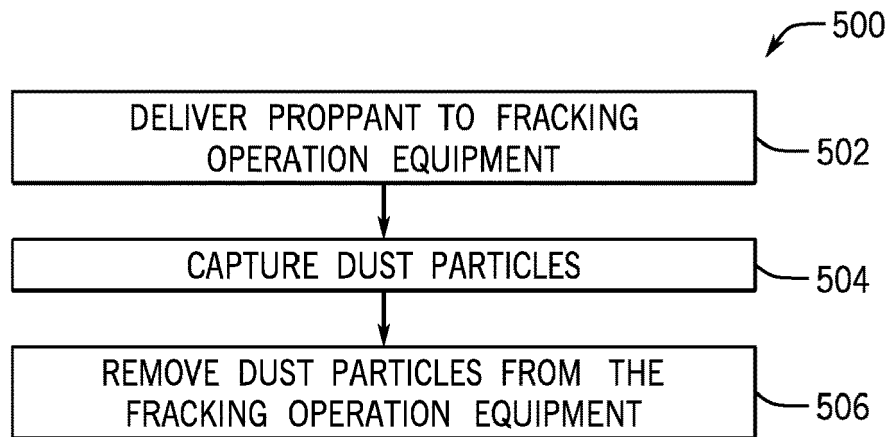 500
DELIVER PROPPANT TO FRACKING
OPERATION EQUIPMENT
502
CAPTURE DUST PARTICLES
504
REMOVE DUST PARTICLES FROM THE
FRACKING OPERATION EQUIPMENT
506